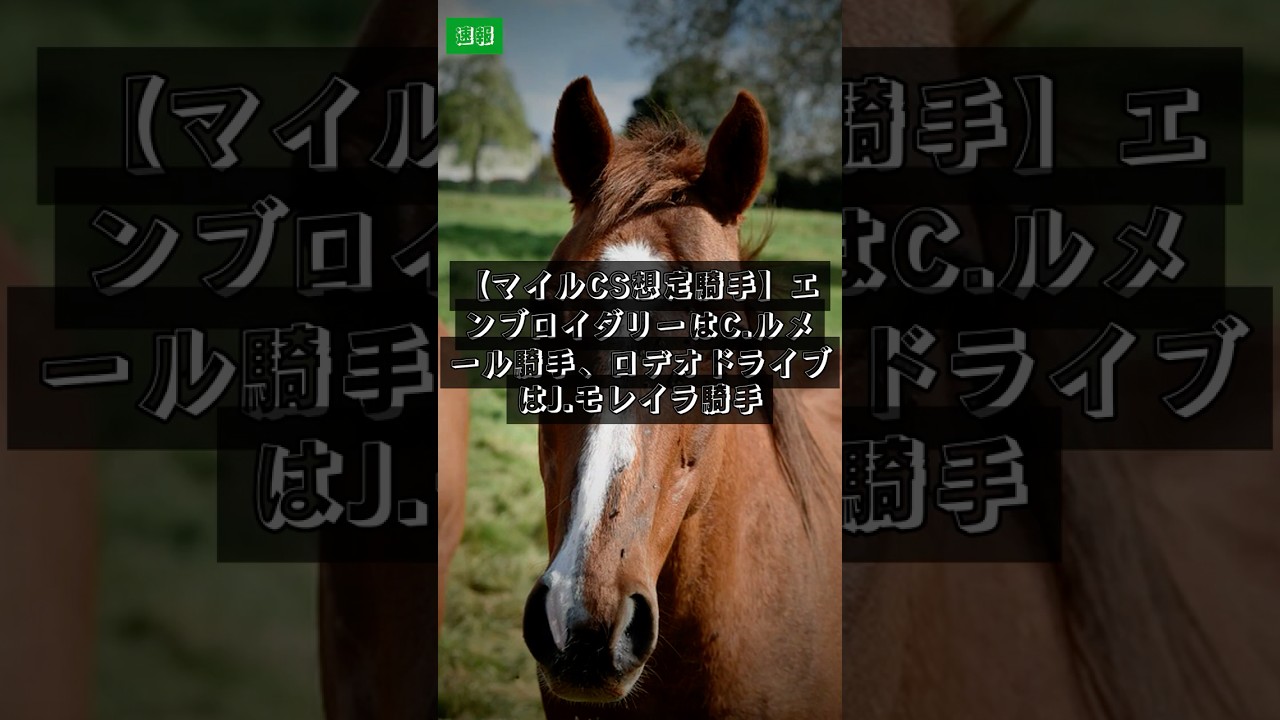 速報
【マイルCS想定騎手】エ
ンブロイダリーはC.ルメ
ール騎手、ロデオドライブ
はJ.モレイラ騎手